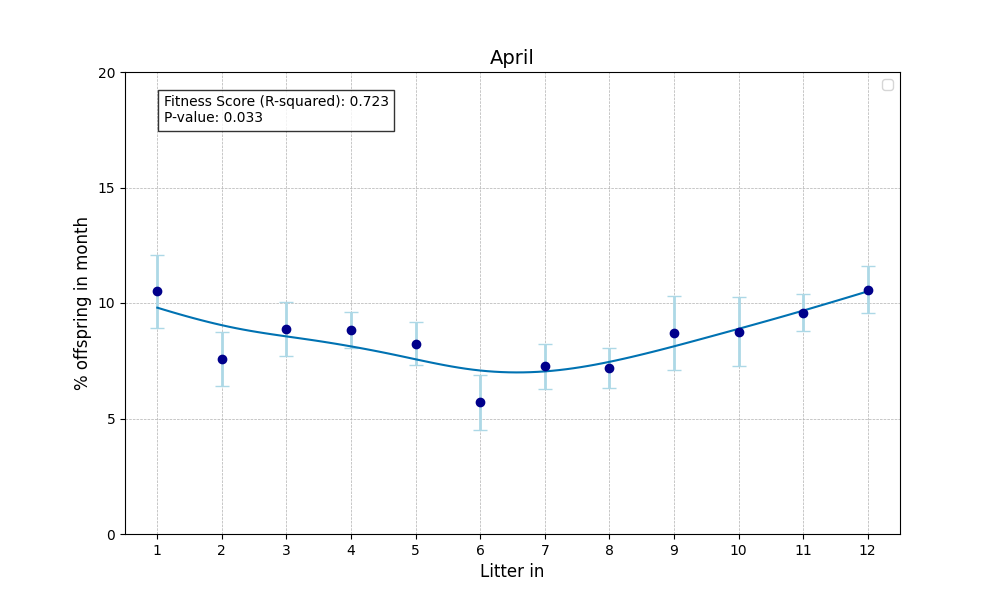 April
Fitness Score (R-squared): 0.723
P-value: 0.033
% offspring in month
20
15
10
5
0
1 2 3 4 5 6 7 8 9 10 11 12
Litter in